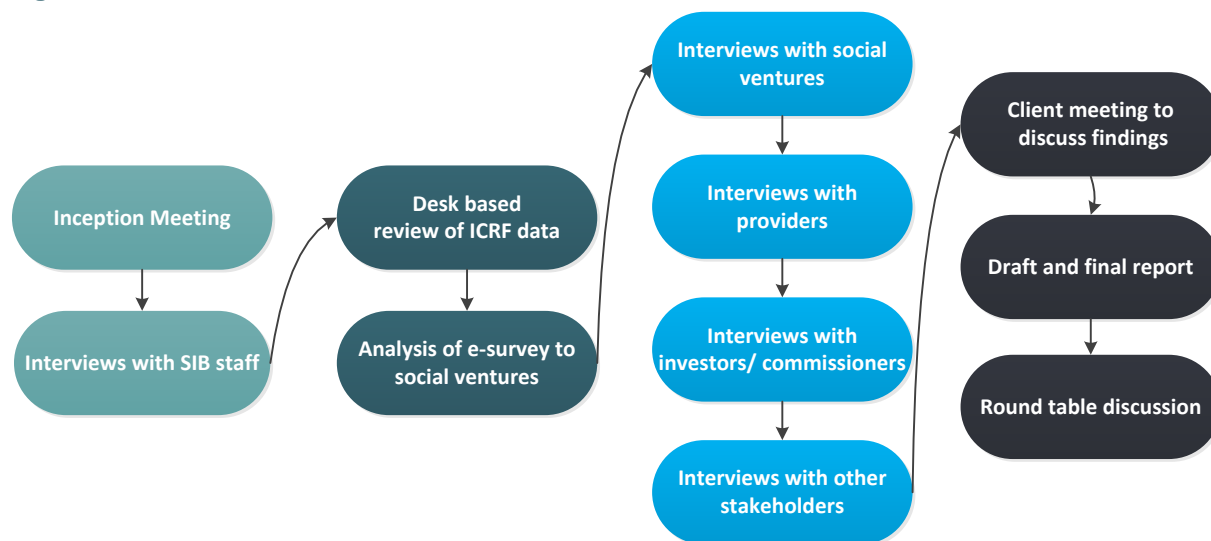 Inception Meeting
Interviews with SIB staff
Desk based
review of ICRF data
Analysis of e-survey to
social ventures
Interviews with social
ventures
Interviews with
providers
Interviews with
investors/ commissioners
Interviews with other
stakeholders
Client meeting to
discuss findings
Draft and final report
Round table discussion